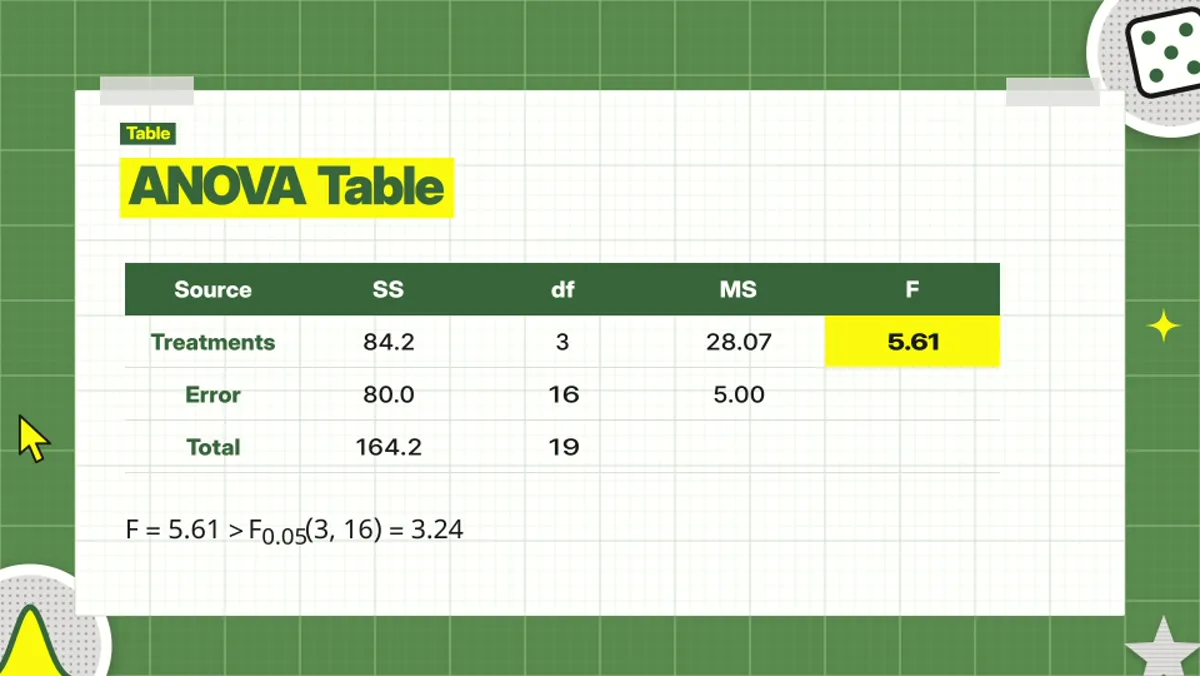 Table
ANOVA Table
Source SS df MS F
Treatments 84.2 3 28.07 5.61
Error 80.0 16 5.00
Total 164.2 19
F = 5.61 > F0.05(3, 16) = 3.24